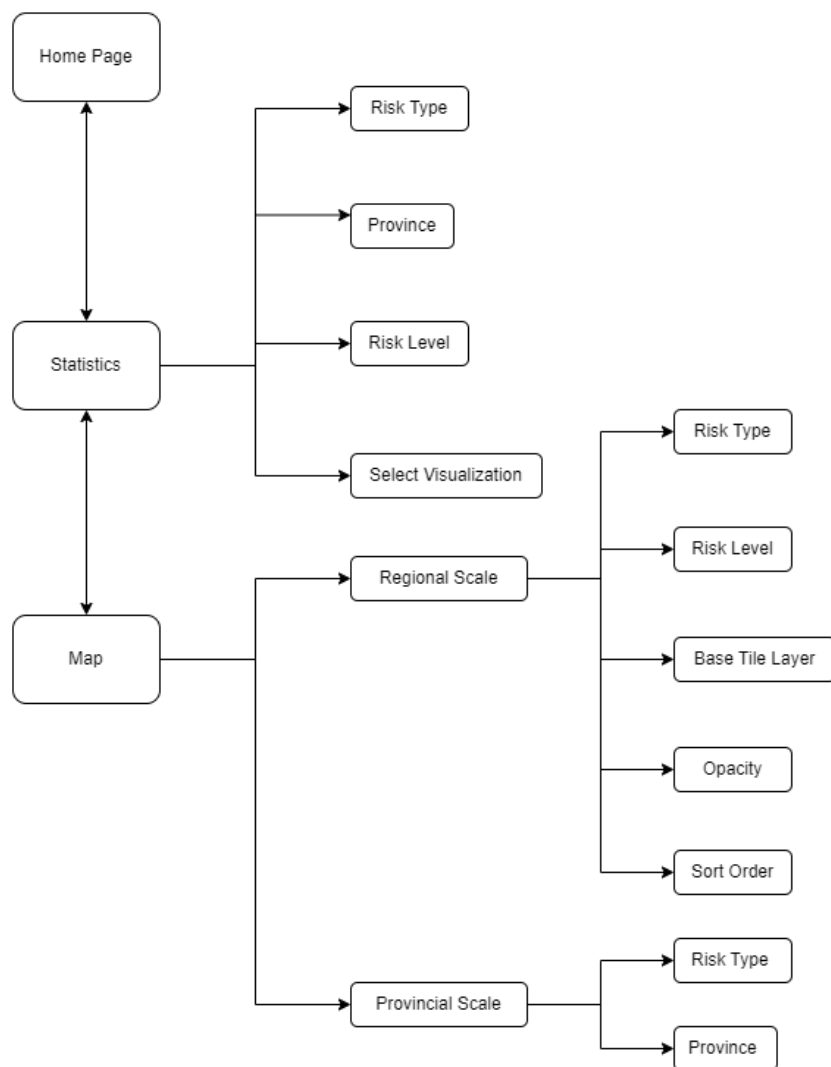 Home Page
Risk Type
Province
Risk Level
Statistics
Select Visualization
Risk Type
Risk Level
Regional Scale
Map
Base Tile Layer
Opacity
Sort Order
Risk Type
Provincial Scale
Province